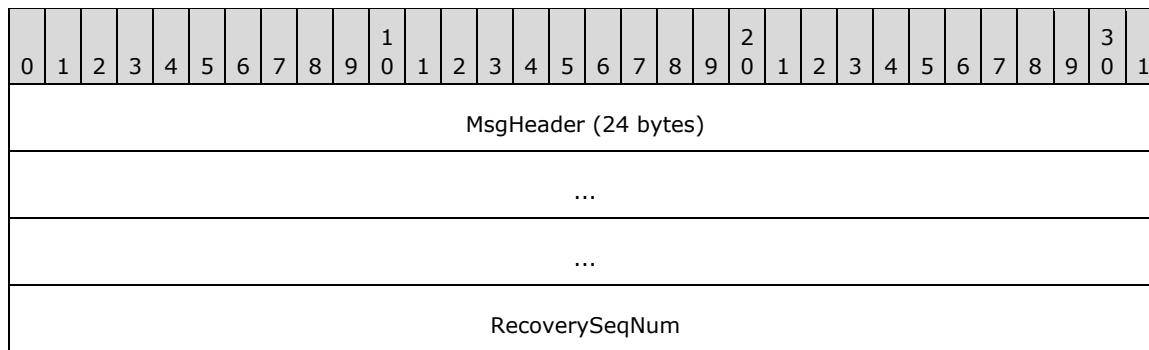 1 2 3
0 1 2 3 4 5 6 7 8 9 0 1 2 3 4 5 6 7 8 9 0 1 2 3 4 5 6 7 8 9 0 1
MsgHeader (24 bytes)
...
...
RecoverySeqNum